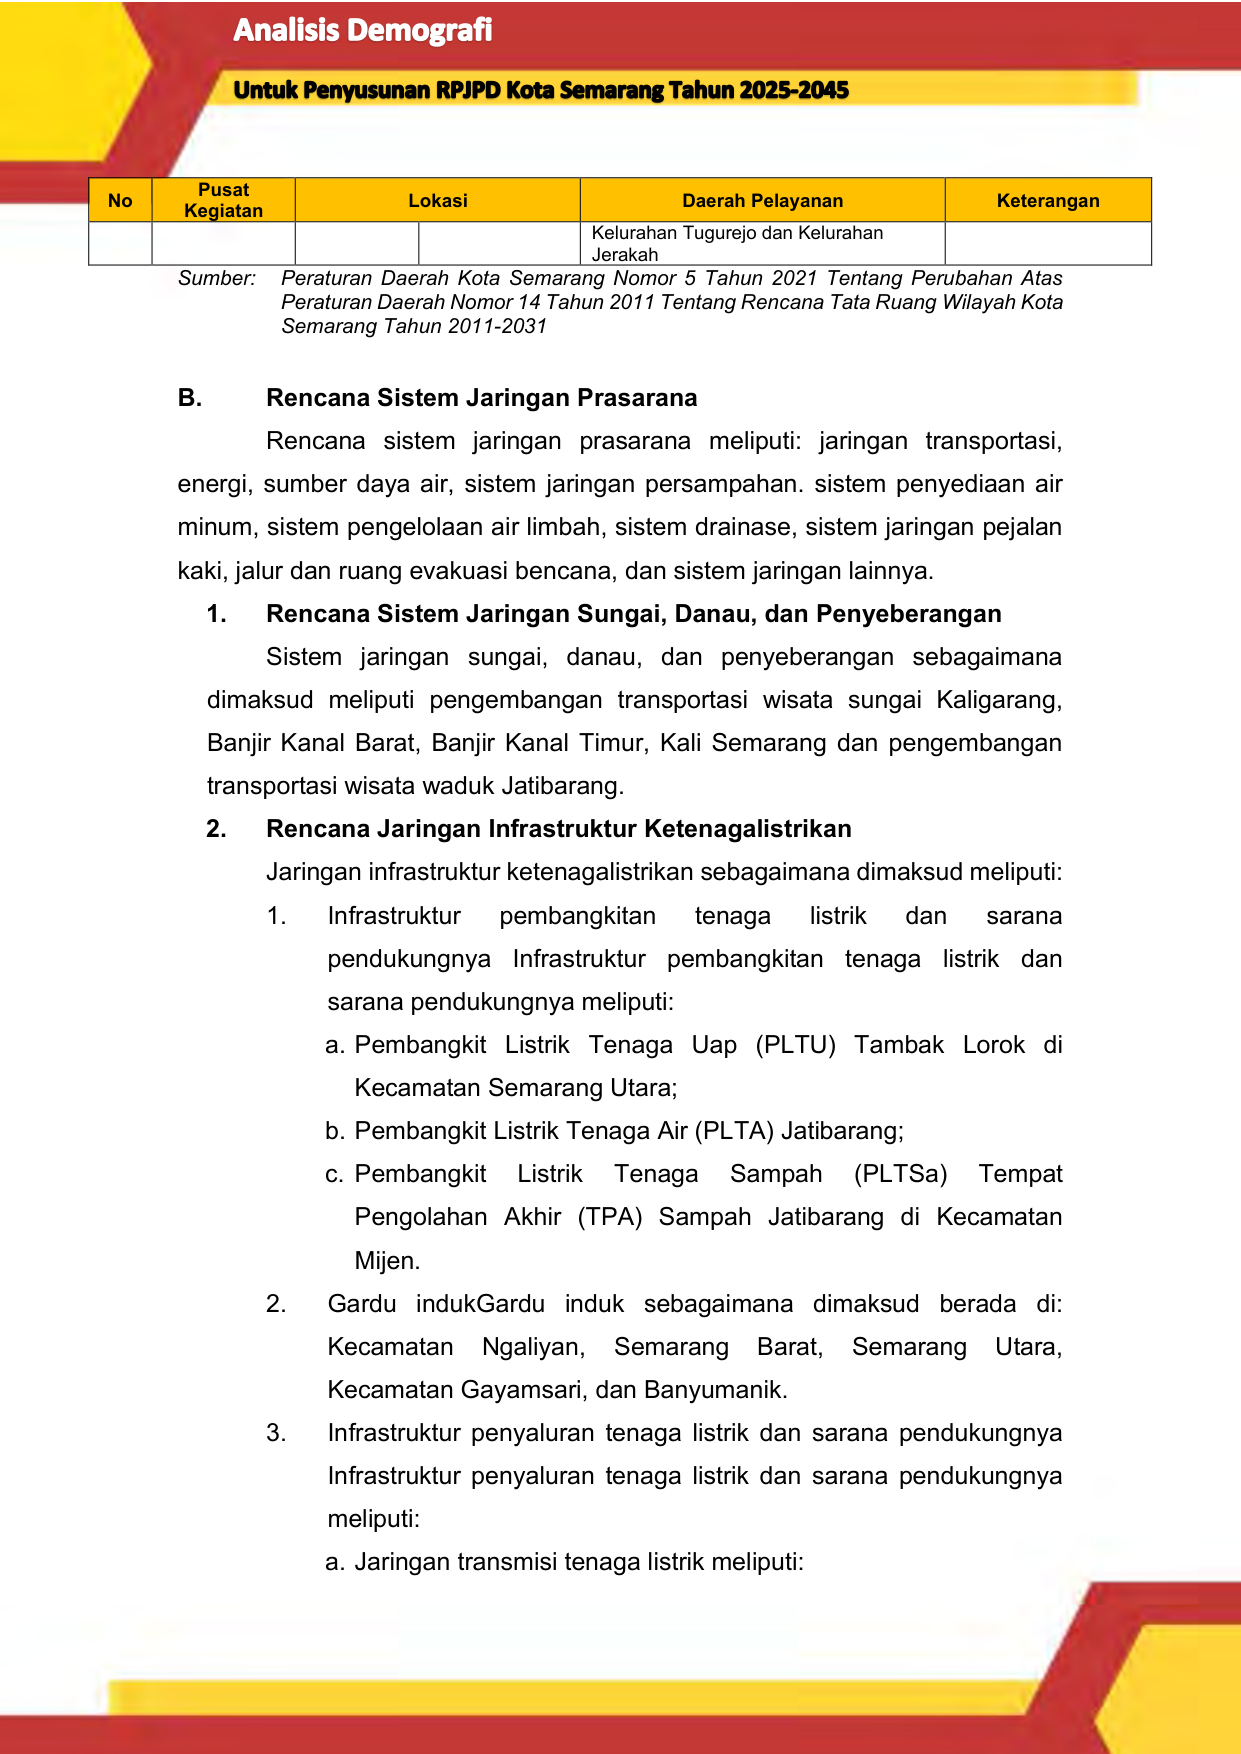 Analisis Demografi
Untuk Penyusunan RPJPD Kota Semarang Tahun 2025-2045
No Pusat Kegiatan Lokasi Daerah Pelayanan Keterangan
Kelurahan Tugurejo dan Kelurahan
Jerakah
Sumber: Peraturan Daerah Kota Semarang Nomor 5 Tahun 2021 Tentang Perubahan Atas
Peraturan Daerah Nomor 14 Tahun 2011 Tentang Rencana Tata Ruang Wilayah Kota
Semarang Tahun 2011-2031
B. Rencana Sistem Jaringan Prasarana
Rencana sistem jaringan prasarana meliputi: jaringan transportasi,
energi, sumber daya air, sistem jaringan persampahan. sistem penyediaan air
minum, sistem pengelolaan air limbah, sistem drainase, sistem jaringan pejalan
kaki, jalur dan ruang evakuasi bencana, dan sistem jaringan lainnya.
1. Rencana Sistem Jaringan Sungai, Danau, dan Penyeberangan
Sistem jaringan sungai, danau, dan penyeberangan sebagaimana
dimaksud meliputi pengembangan transportasi wisata sungai Kaligarang,
Banjir Kanal Barat, Banjir Kanal Timur, Kali Semarang dan pengembangan
transportasi wisata waduk Jatibarang.
2. Rencana Jaringan Infrastruktur Ketenagalistrikan
Jaringan infrastruktur ketenagalistrikan sebagaimana dimaksud meliputi:
1. Infrastruktur pembangkitan tenaga listrik dan sarana
pendukungnya Infrastruktur pembangkitan tenaga listrik dan
sarana pendukungnya meliputi:
a. Pembangkit Listrik Tenaga Uap (PLTU) Tambak Lorok di
Kecamatan Semarang Utara;
b. Pembangkit Listrik Tenaga Air (PLTA) Jatibarang;
c. Pembangkit Listrik Tenaga Sampah (PLTSa) Tempat
Pengolahan Akhir (TPA) Sampah Jatibarang di Kecamatan
Mijen.
2. Gardu indukGardu induk sebagaimana dimaksud berada di:
Kecamatan Ngaliyan, Semarang Barat, Semarang Utara,
Kecamatan Gayamsari, dan Banyumanik.
3. Infrastruktur penyaluran tenaga listrik dan sarana pendukungnya
Infrastruktur penyaluran tenaga listrik dan sarana pendukungnya
meliputi:
a. Jaringan transmisi tenaga listrik meliputi: